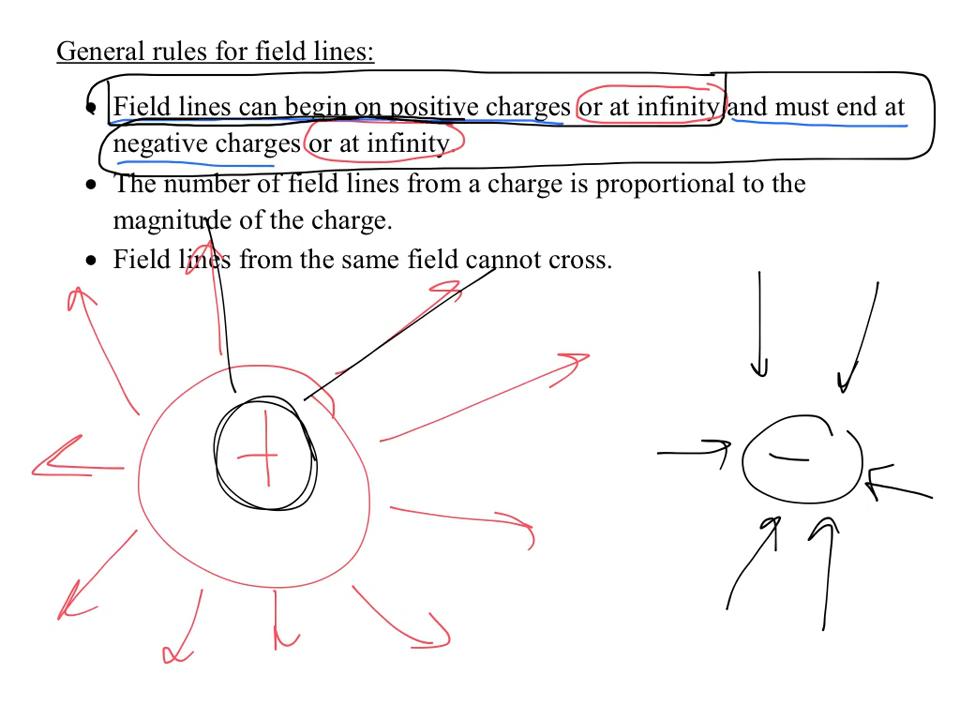 General rules for field lines:
• Field lines can begin on positive charges or at infinity and must end at
negative charges or at infinity.
• The number of field lines from a charge is proportional to the
magnitude of the charge.
• Field lines from the same field cannot cross.
+
−